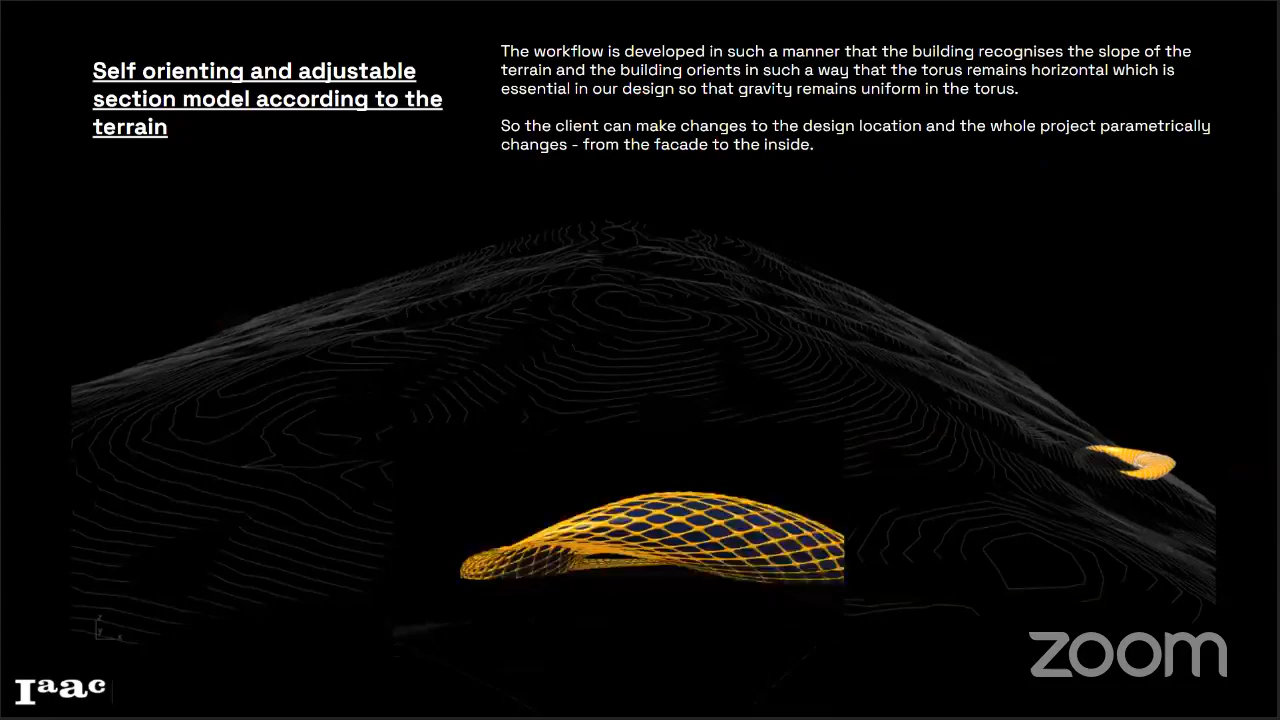 Self orienting and adjustable
section model according to the
terrain
The workflow is developed in such a manner that the building recognises the slope of the
terrain and the building orients in such a way that the torus remains horizontal which is
essential in our design so that gravity remains uniform in the torus.
So the client can make changes to the design location and the whole project parametrically
changes - from the facade to the inside.
z
y
x
Iaac
zoom